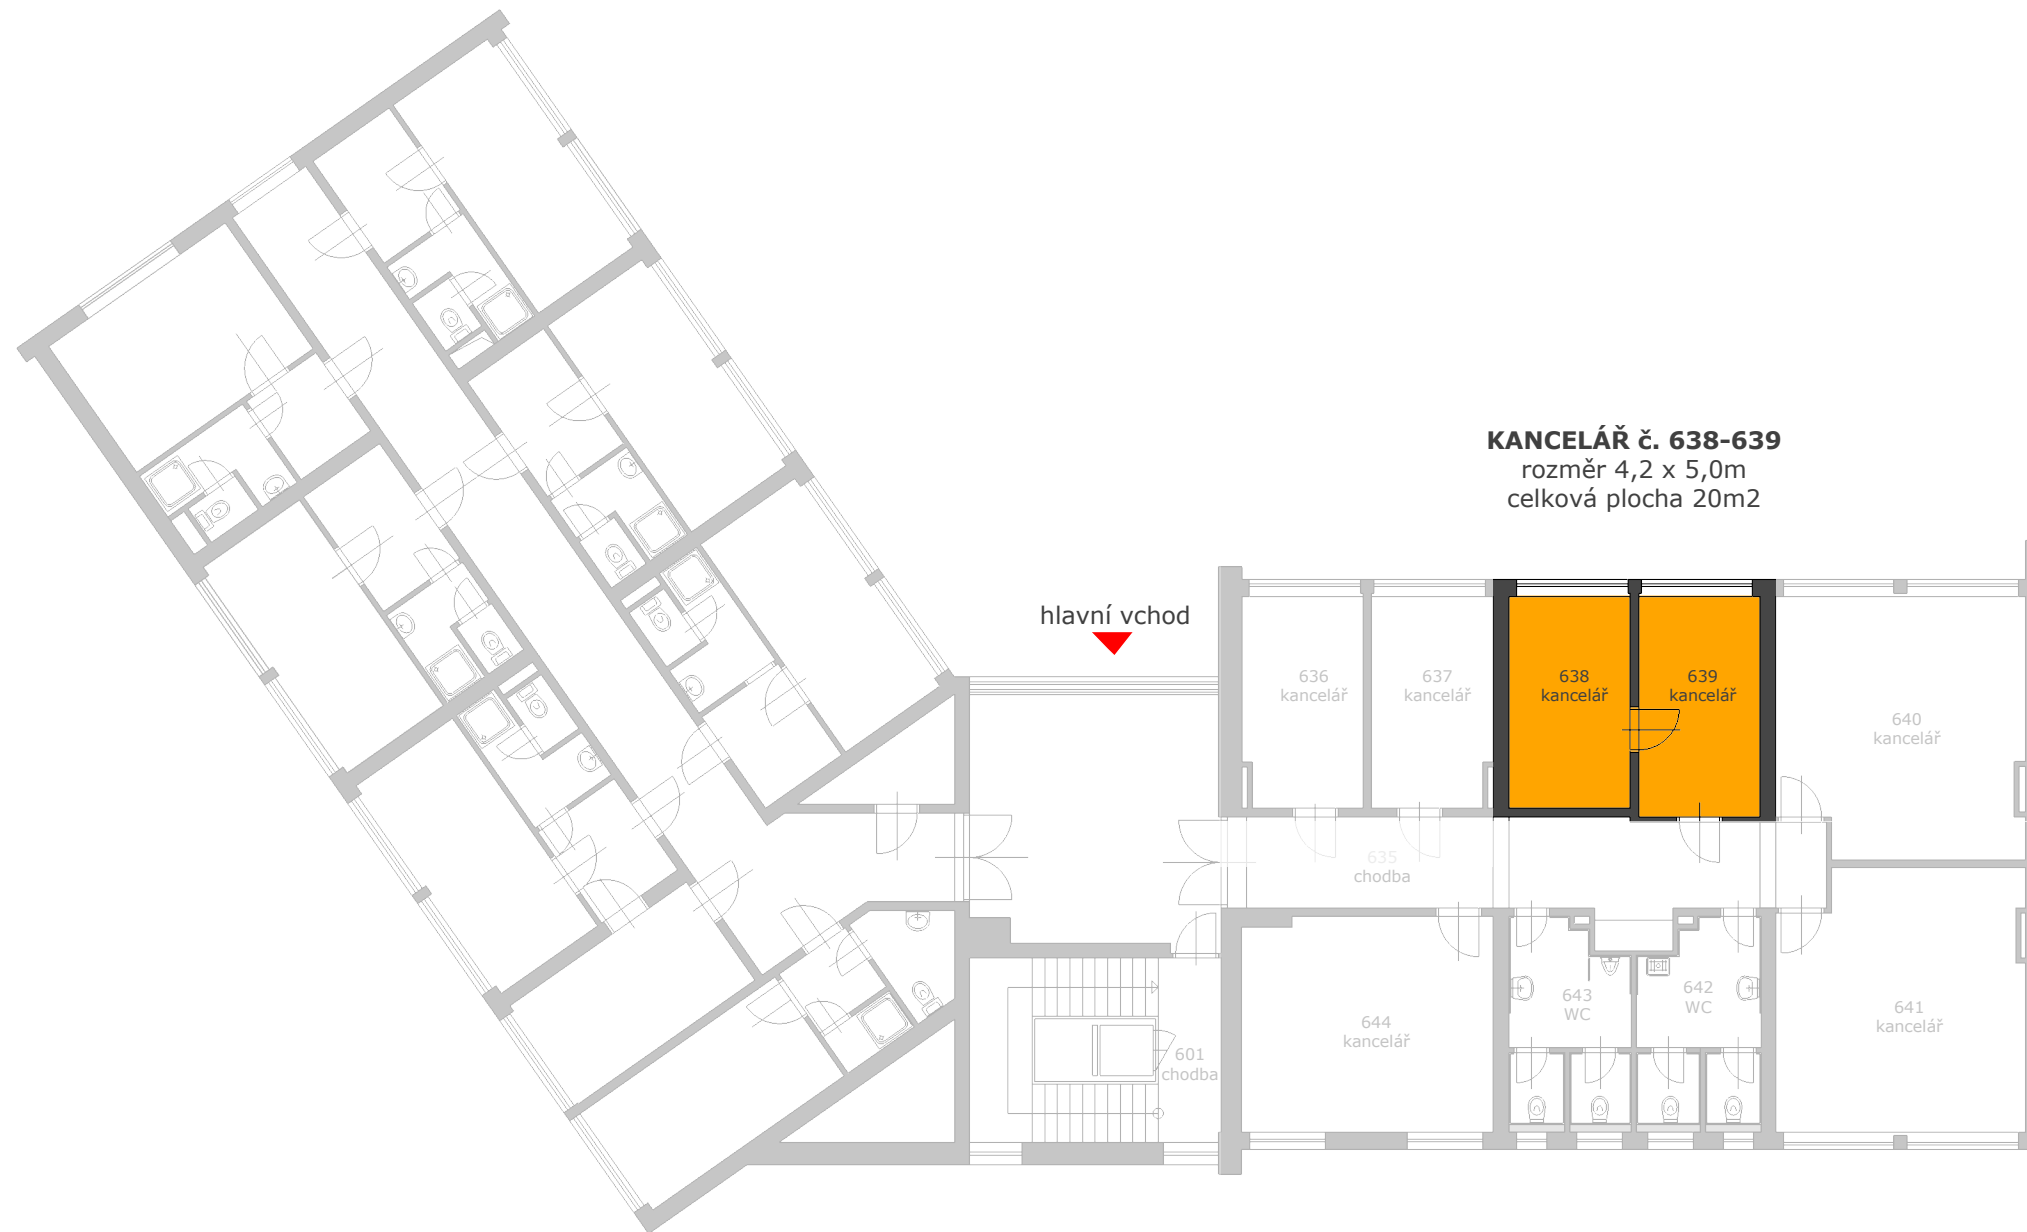 KANCELÁŘ č. 638-639
rozměr 4,2 x 5,0m
celková plocha 20m2
hlavní vchod
636
kancelář
637
kancelář
638
kancelář
639
kancelář
640
kancelář
635
chodba
643
WC
642
WC
641
kancelář
644
kancelář
601
chodba